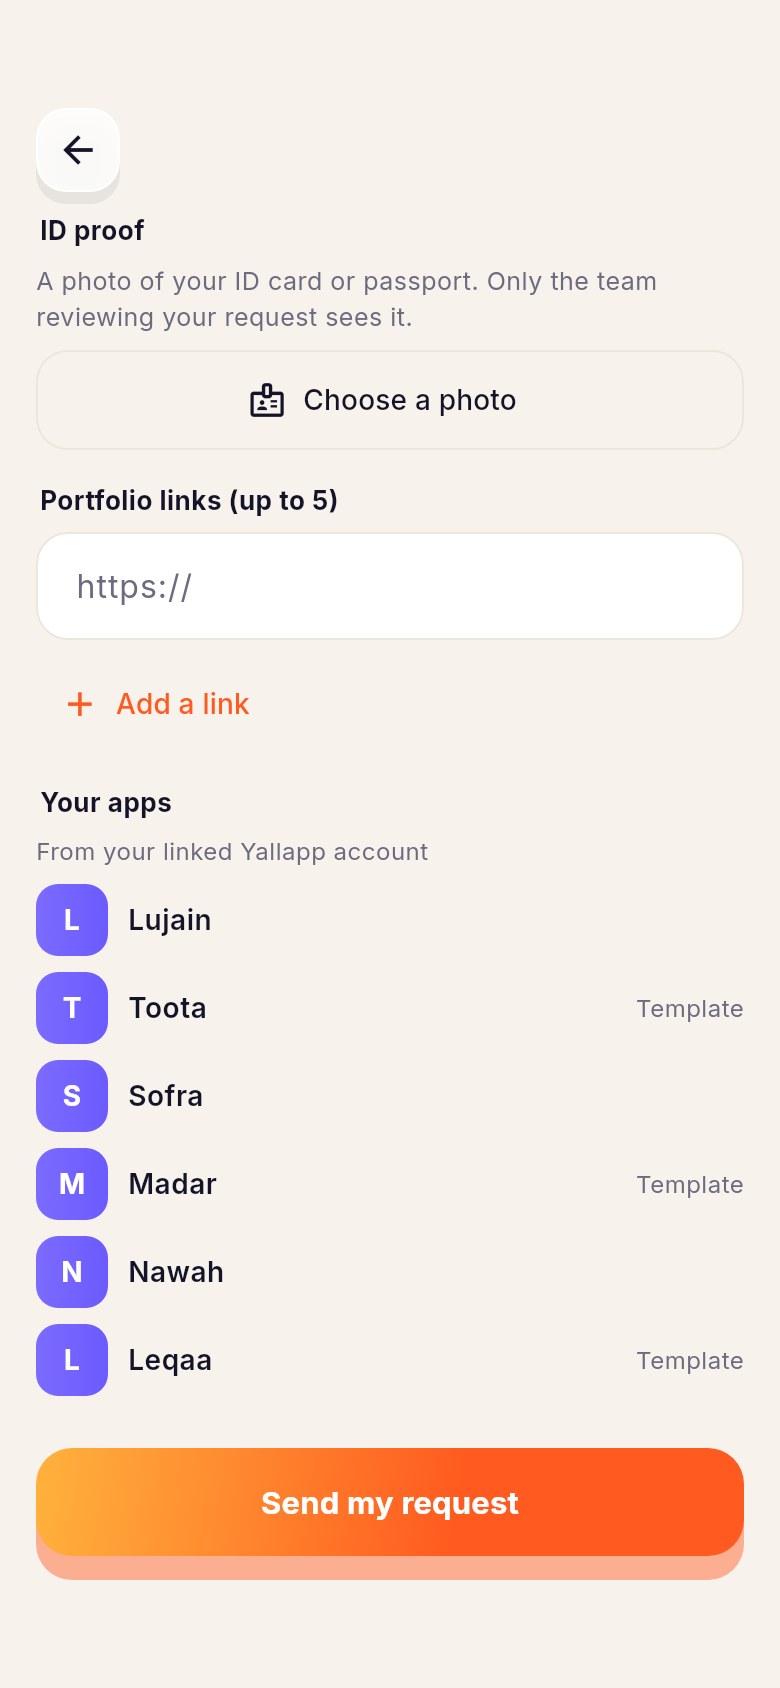 ID proof
A photo of your ID card or passport. Only the team
reviewing your request sees it.
Choose a photo
Portfolio links (up to 5)
https://
Add a link
Your apps
From your linked Yallapp account
L Lujain
T Toota Template
S Sofra
M Madar Template
N Nawah
L Leqaa Template
Send my request